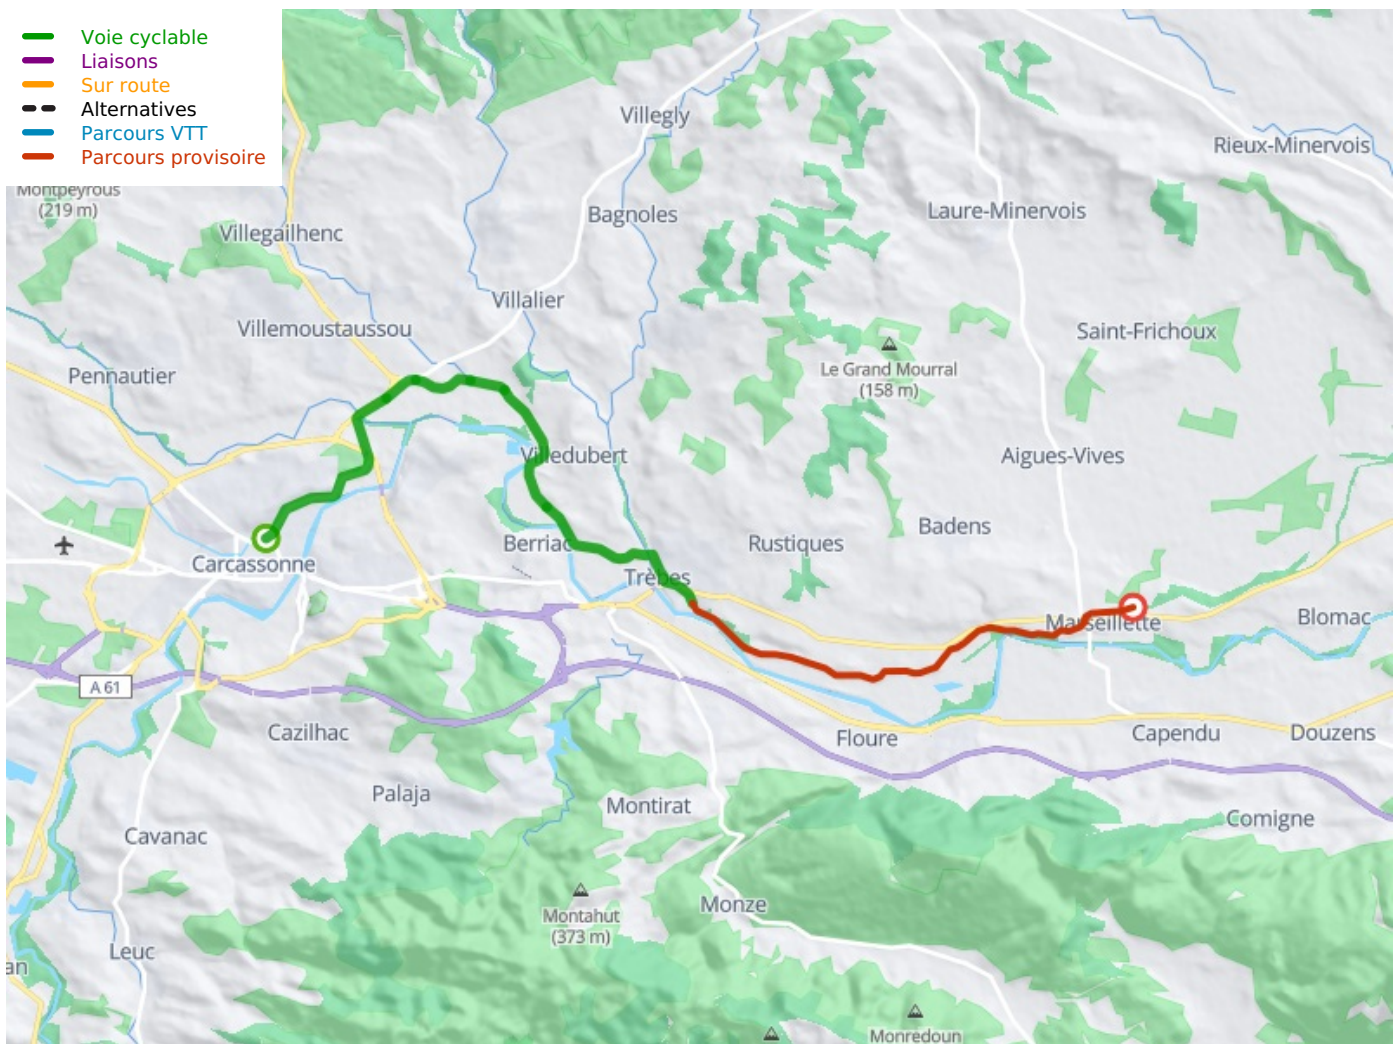 Voie cyclable
Liaisons
Sur route
Alternatives
Parcours VTT
Parcours provisoire
Montpeyrous
(219 m)
Villegly
Rieux-Minervois
Bagnoles
Laure-Minervois
Villegailhenc
Villalier
Villemoustaussou
Saint-Frichoux
Pennautier
Le Grand Mourral
(158 m)
Villedubert
Aigues-Vives
Badens
Berriac
Rustiques
Carcassonne
Trèbes
Marseillette
Blomac
A 61
Cazilhac
Floure
Capendu
Douzens
Palaja
Montirat
Comigne
Cavanac
Montahut
(373 m)
Monze
Leuc
an
Monredoun